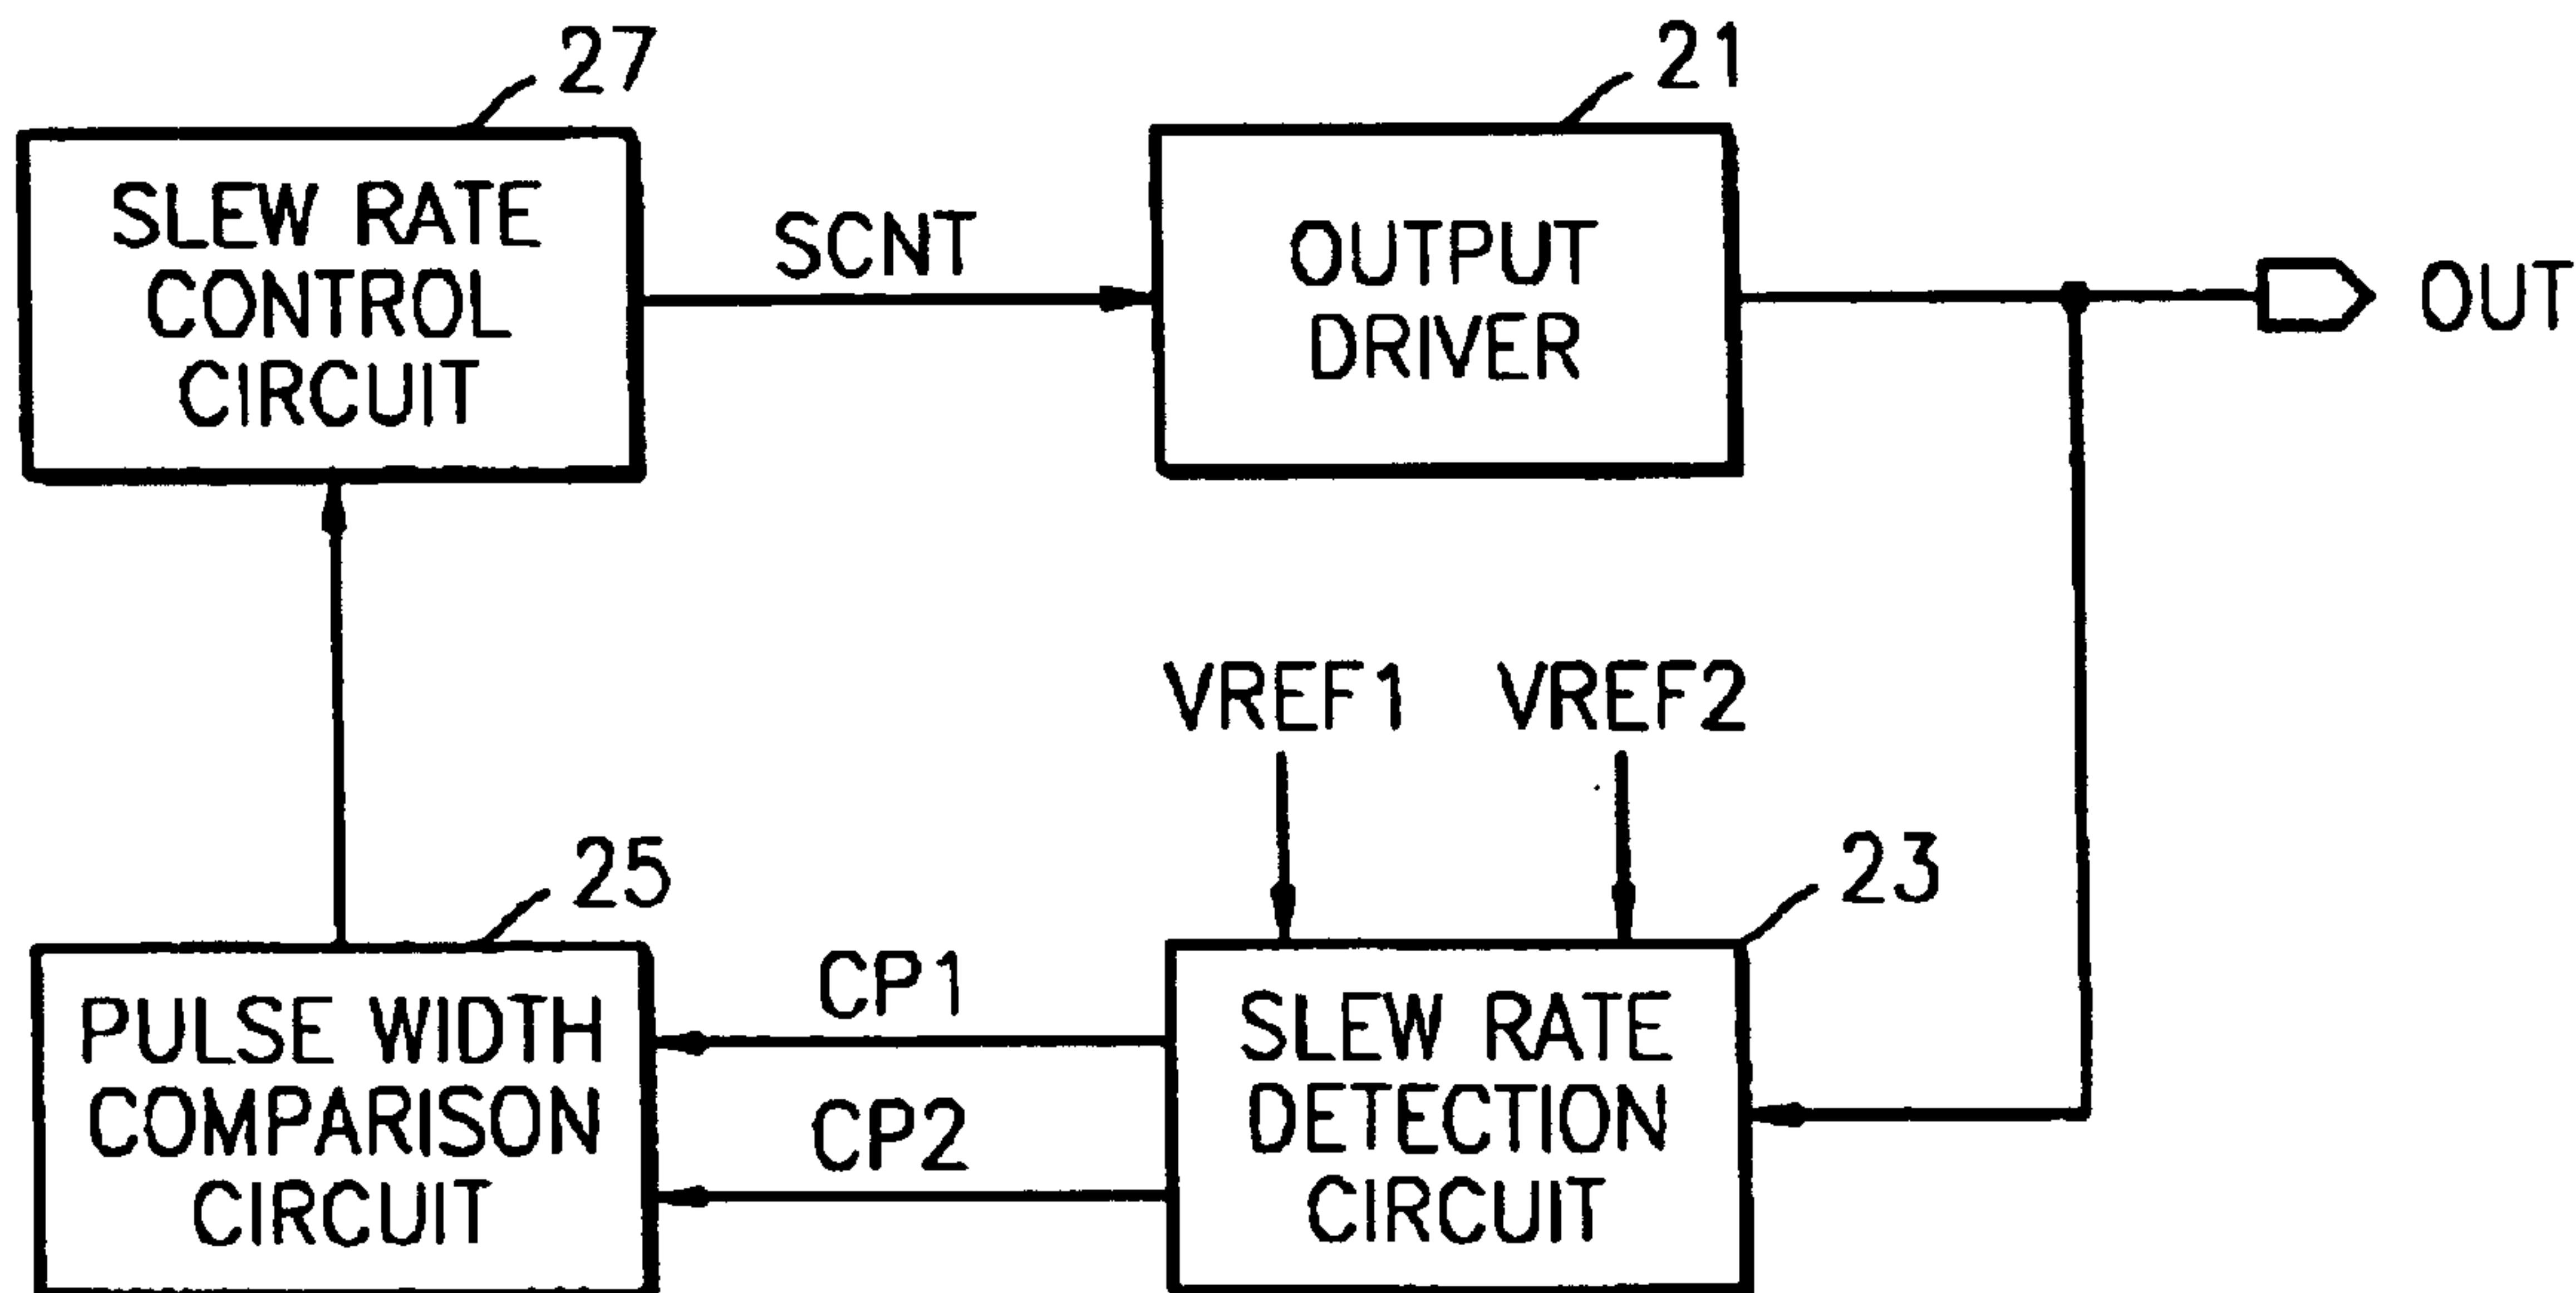 27
21
SLEW RATE
CONTROL
CIRCUIT
SCNT
OUTPUT
DRIVER
OUT
VREF1
VREF2
25
23
PULSE WIDTH
COMPARISON
CIRCUIT
CP1
CP2
SLEW RATE
DETECTION
CIRCUIT